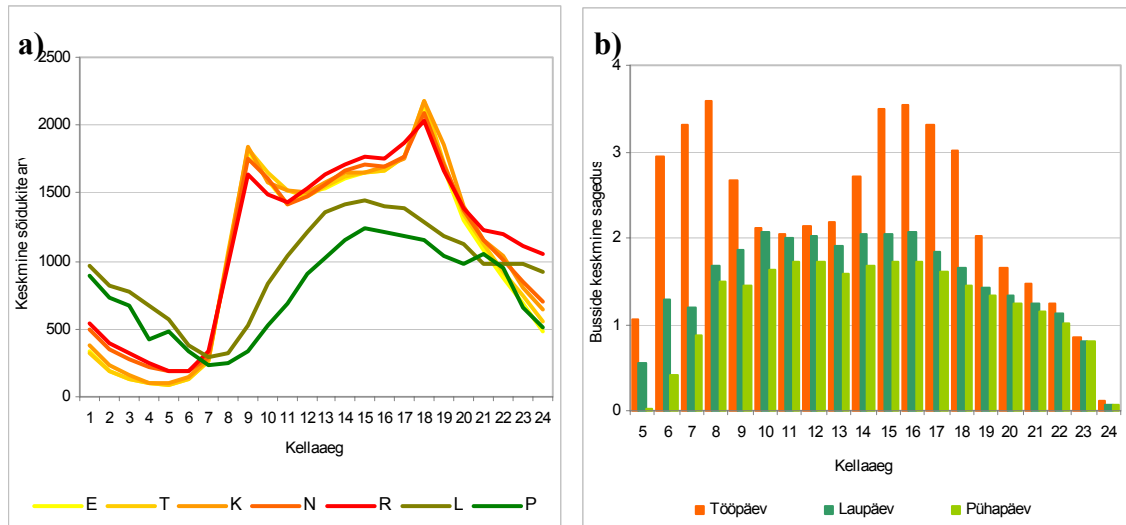 a)
2500
2000
1500
1000
500
0
Keskmine sõidukite arv
1 2 3 4 5 6 7 8 9 10 11 12 13 14 15 16 17 18 19 20 21 22 23 24
Kellaaeg
E T K N R L P
b)
4
3
2
1
0
Busside keskmine sagedus
5 6 7 8 9 10 11 12 13 14 15 16 17 18 19 20 21 22 23 24
Kellaaeg
Tööpäev Laupäev Pühapäev